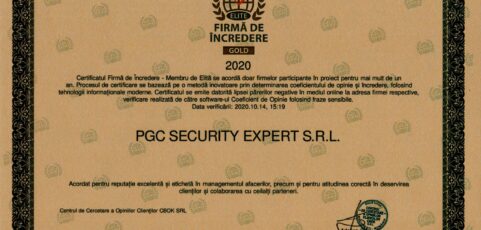 ELITE
FIRMĂ DE
ÎNCREDERE
GOLD
2020
Certificatul Firmă de Încredere - Membru de Elită se acordă doar firmelor participante în proiect pentru mai mult de un
an. Procesul de certificare se bazează pe o metodă inovatoare prin determinarea coeficientului de opinie și încredere, folosind
tehnologii informaționale moderne. Certificatul se emite datorită lipsei părerilor negative în mediul online la adresa firmei respective,
verificare realizată de către software-ul Coeficient de Opinie folosind fraze sensibile.
Data verificării: 2020.10.14, 15:19
PGC SECURITY EXPERT S.R.L.
Acordat pentru reputație excelentă și etichetă în managementul afacerilor, precum și pentru atitudinea corectă în deservirea
clienților și colaborarea cu ceilalți parteneri.
Centrul de Cercetare a Opiniilor Clienților CBOK SRL